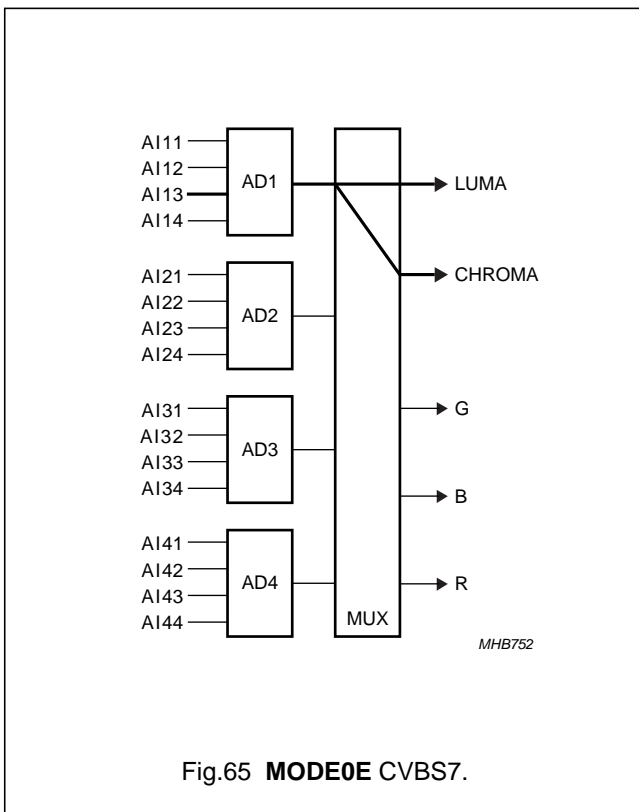 AI11
AI12
AI13
AI14
AD1
LUMA
CHROMA
AI21
AI22
AI23
AI24
AD2
AI31
AI32
AI33
AI34
AD3
G
B
AI41
AI42
AI43
AI44
AD4
R
MUX
MHB752
Fig.65 MODE0E CVBS7.